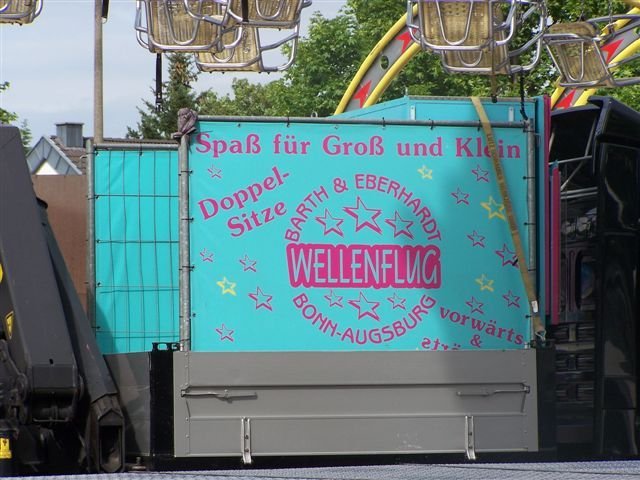 Spaß für Groß und Klein
Doppel-
Sitze
BARTH & EBERHARDT
WELLENFLUG
BONN-AUGSBURG
vorwärts
&